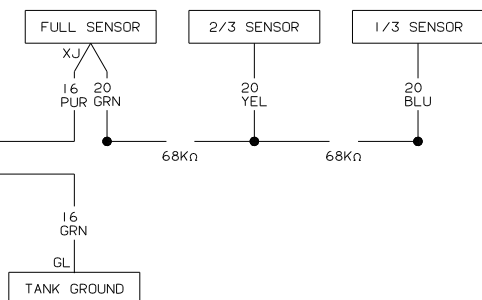 FULL SENSOR
2/3 SENSOR
1/3 SENSOR
XJ
16 PUR
20 GRN
20 YEL
20 BLU
68KΩ
68KΩ
16 GRN
GL
TANK GROUND